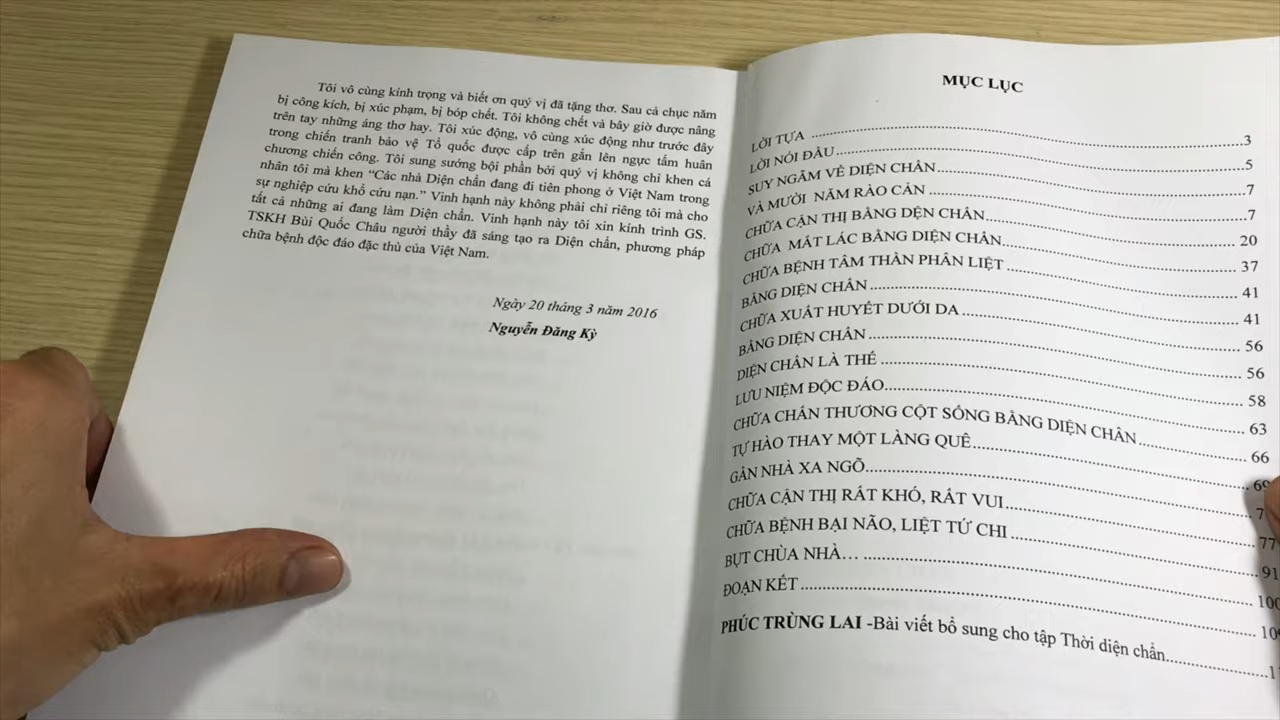 Tôi vô cùng kính trọng và biết ơn quý vị đã tặng thơ. Sau cả chục năm
bị công kích, bị xúc phạm, bị bóp chết. Tôi không chết và bây giờ được nâng
trên tay những áng thơ hay. Tôi xúc động, vô cùng xúc động như trước đây
trong chiến tranh bảo vệ Tổ quốc được cấp trên gắn lên ngực tấm huân
chương chiến công. Tôi sung sướng bội phần bởi quý vị không chỉ khen cá
nhân tôi mà khen “Các nhà Diện chẩn đang đi tiên phong ở Việt Nam trong
sự nghiệp cứu khổ cứu nạn.” Vinh hạnh này không phải chỉ riêng tôi mà cho
tất cả những ai đang làm Diện chẩn. Vinh hạnh này tôi xin kính trình GS.
TSKH Bùi Quốc Châu người thầy đã sáng tạo ra Diện chẩn, phương pháp
chữa bệnh độc đáo đặc thù của Việt Nam.
Ngày 20 tháng 3 năm 2016
Nguyễn Đăng Kỳ
MỤC LỤC
LỜI TỰA ... 3
LỜI NÓI ĐẦU ... 5
SUY NGẪM VỀ DIỆN CHẨN ... 7
VÀ MƯỜI NĂM RÀO CẢN ... 7
CHỮA CẬN THỊ BẰNG DỆN CHẨN ... 20
CHỮA MẮT LÁC BẰNG DIỆN CHẨN ... 37
CHỮA BỆNH TÂM THẦN PHÂN LIỆT ... 41
BẰNG DIỆN CHẨN ... 41
CHỮA XUẤT HUYẾT DƯỚI DA ... 56
BẰNG DIỆN CHẨN ... 56
DIỆN CHẨN LÀ THẾ ... 58
LƯU NIỆM ĐỘC ĐÁO ... 63
CHỮA CHẤN THƯƠNG CỘT SỐNG BẰNG DIỆN CHẨN ... 66
TỰ HÀO THAY MỘT LÀNG QUÊ ... 69
GẦN NHÀ XA NGÕ ...
CHỮA CẬN THỊ RẤT KHÓ, RẤT VUI ... 77
CHỮA BỆNH BẠI NÃO, LIỆT TỨ CHI ... 91
BỤT CHÙA NHÀ… ... 100
ĐOẠN KẾT ...
PHÚC TRÙNG LAI -Bài viết bổ sung cho tập Thời diện chẩn...